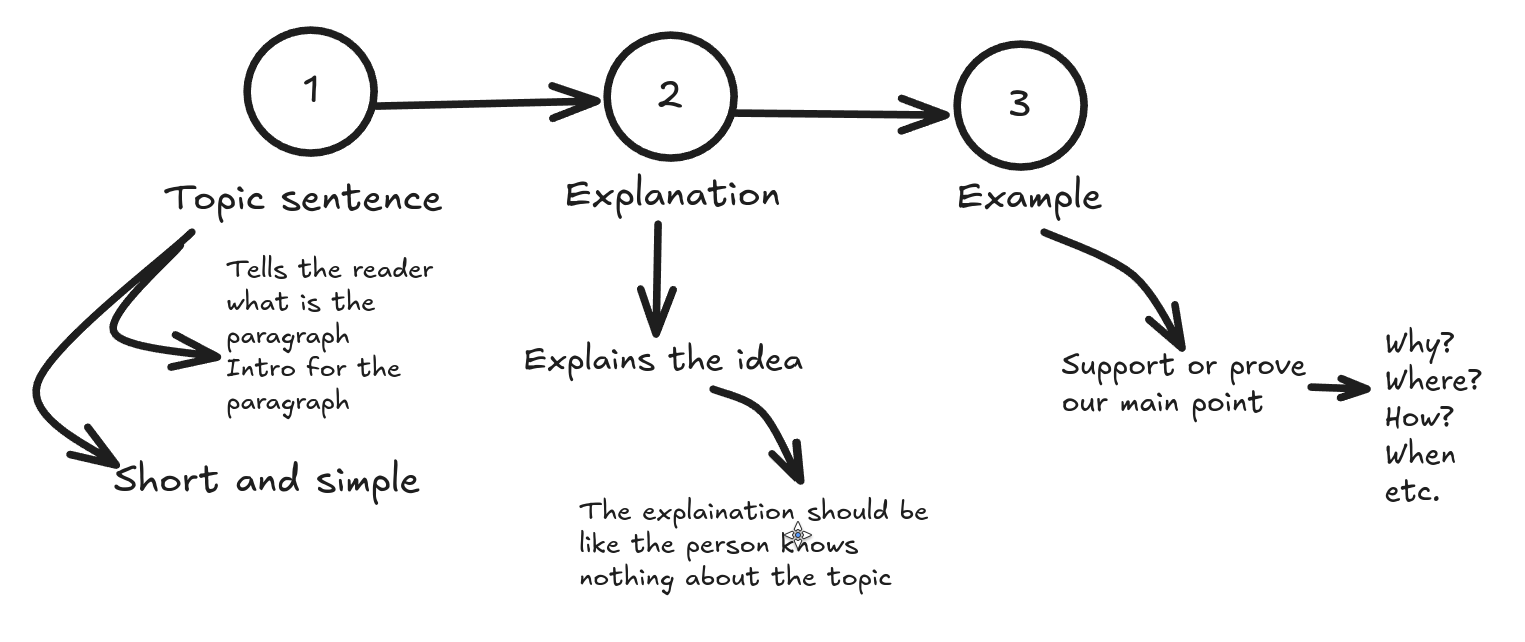 1
2
3
Topic sentence
Explanation
Example
Tells the reader
what is the
paragraph
Intro for the
paragraph
Short and simple
Explains the idea
The explaination should be
like the person knows
nothing about the topic
Support or prove
our main point
Why?
Where?
How?
When
etc.